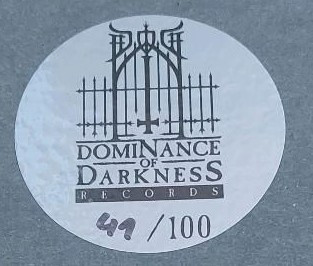 DOMINANCE
OF
DARKNESS
RECORDS
41 /100